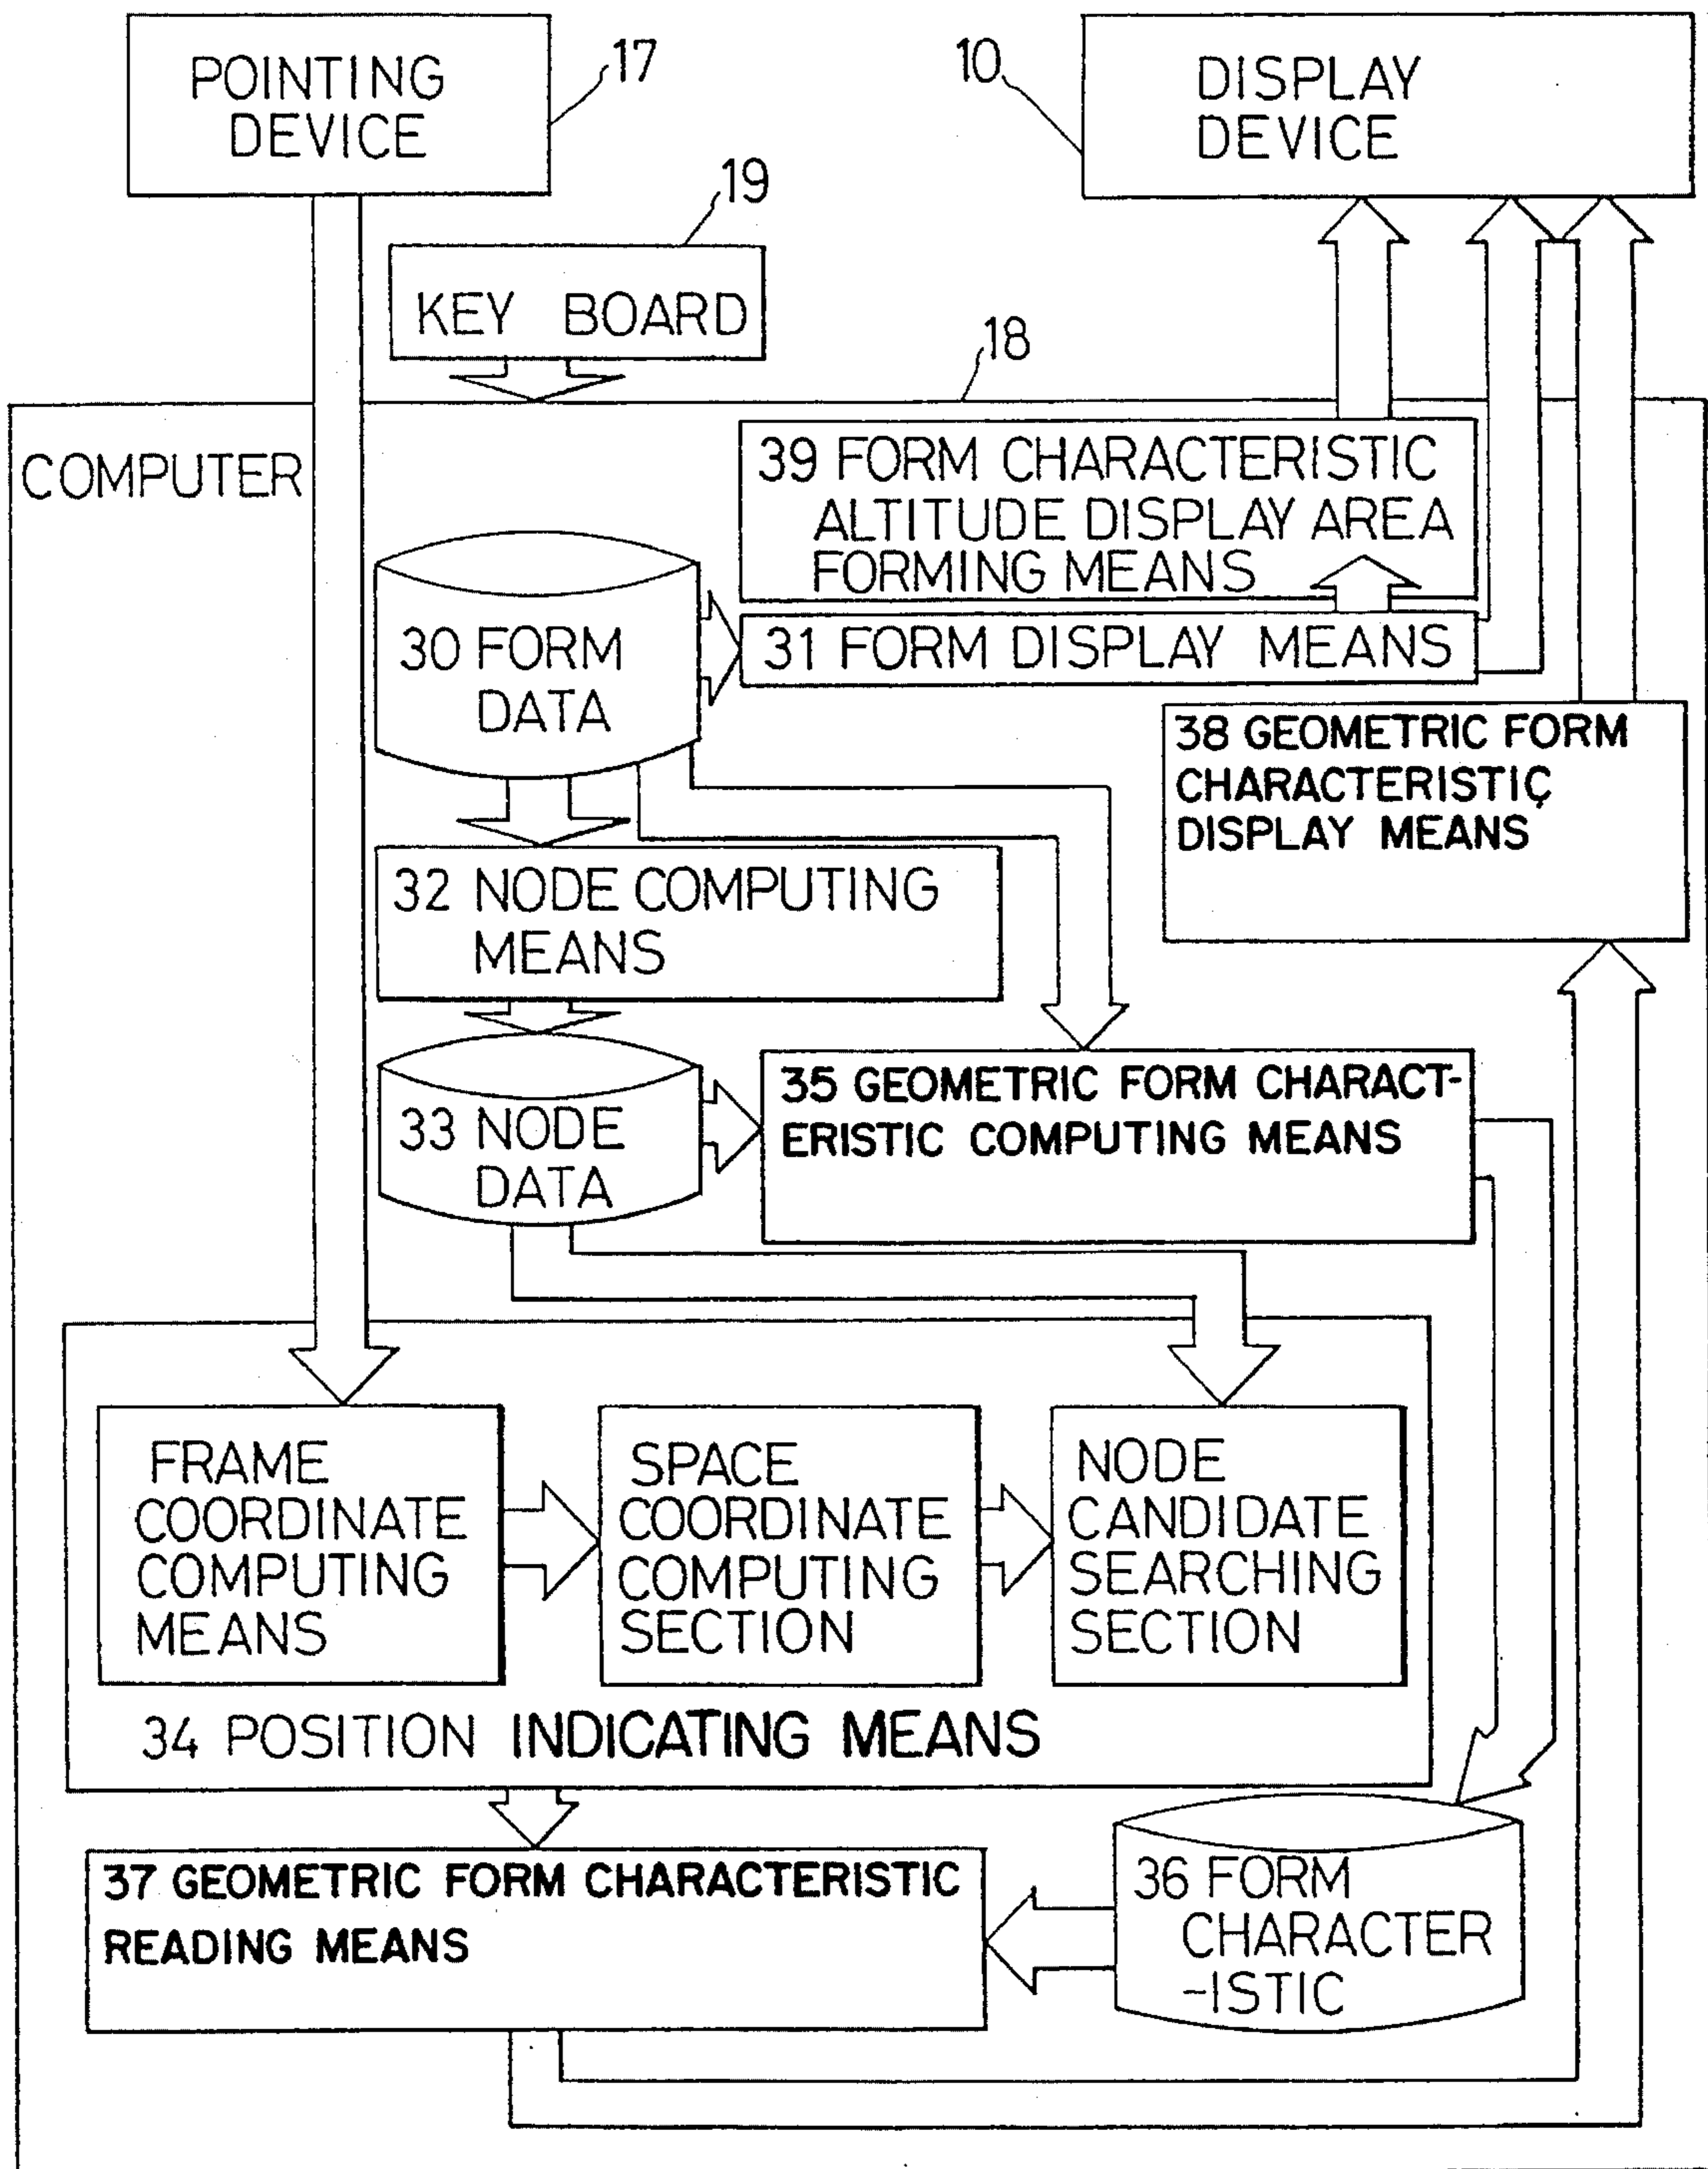 POINTING
DEVICE
17
10
DISPLAY
DEVICE
19
KEY BOARD
18
COMPUTER
39 FORM CHARACTERISTIC
ALTITUDE DISPLAY AREA
FORMING MEANS
30 FORM
DATA
31 FORM DISPLAY MEANS
38 GEOMETRIC FORM
CHARACTERISTIC
DISPLAY MEANS
32 NODE COMPUTING
MEANS
33 NODE
DATA
35 GEOMETRIC FORM CHARACT-
ERISTIC COMPUTING MEANS
FRAME
COORDINATE
COMPUTING
MEANS
SPACE
COORDINATE
COMPUTING
SECTION
NODE
CANDIDATE
SEARCHING
SECTION
34 POSITION INDICATING MEANS
37 GEOMETRIC FORM CHARACTERISTIC
READING MEANS
36 FORM
CHARACTER
-ISTIC